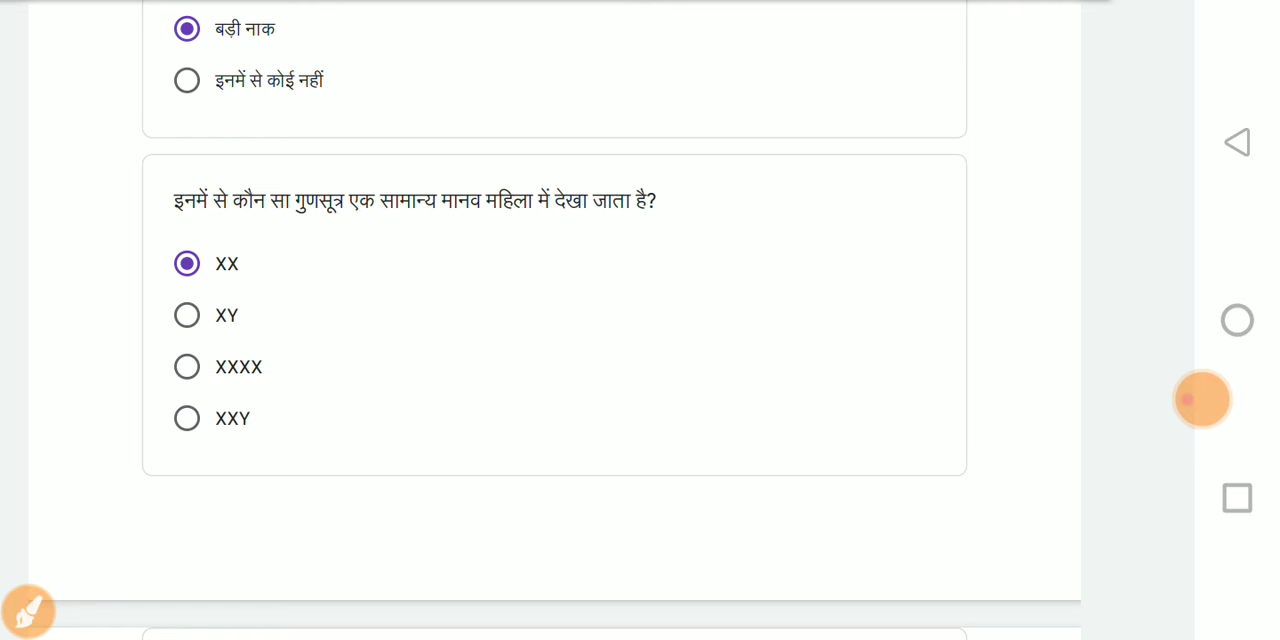 बड़ी नाक
इनमें से कोई नहीं
इनमें से कौन सा गुणसूत्र एक सामान्य मानव महिला में देखा जाता है?
XX
XY
XXXX
XXY